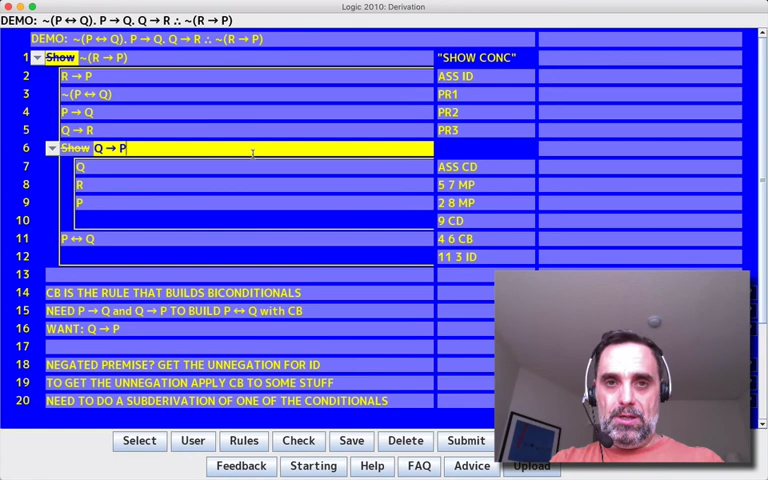 Logic 2010: Derivation
DEMO: ~(P ↔ Q). P → Q. Q → R ∴ ~(R → P)
DEMO: ~(P ↔ Q). P → Q. Q → R ∴ ~(R → P)
1 Show ~(R → P) "SHOW CONC"
2 R → P ASS ID
3 ~(P ↔ Q) PR1
4 P → Q PR2
5 Q → R PR3
6 Show Q → P
7 Q ASS CD
8 R 5 7 MP
9 P 2 8 MP
10 9 CD
11 P ↔ Q 4 6 CB
12 11 3 ID
13
14 CB IS THE RULE THAT BUILDS BICONDITIONALS
15 NEED P → Q and Q → P TO BUILD P ↔ Q with CB
16 WANT: Q → P
17
18 NEGATED PREMISE? GET THE UNNEGATION FOR ID
19 TO GET THE UNNEGATION APPLY CB TO SOME STUFF
20 NEED TO DO A SUBDERIVATION OF ONE OF THE CONDITIONALS
Select User Rules Check Save Delete Submit
Feedback Starting Help FAQ Advice Upload